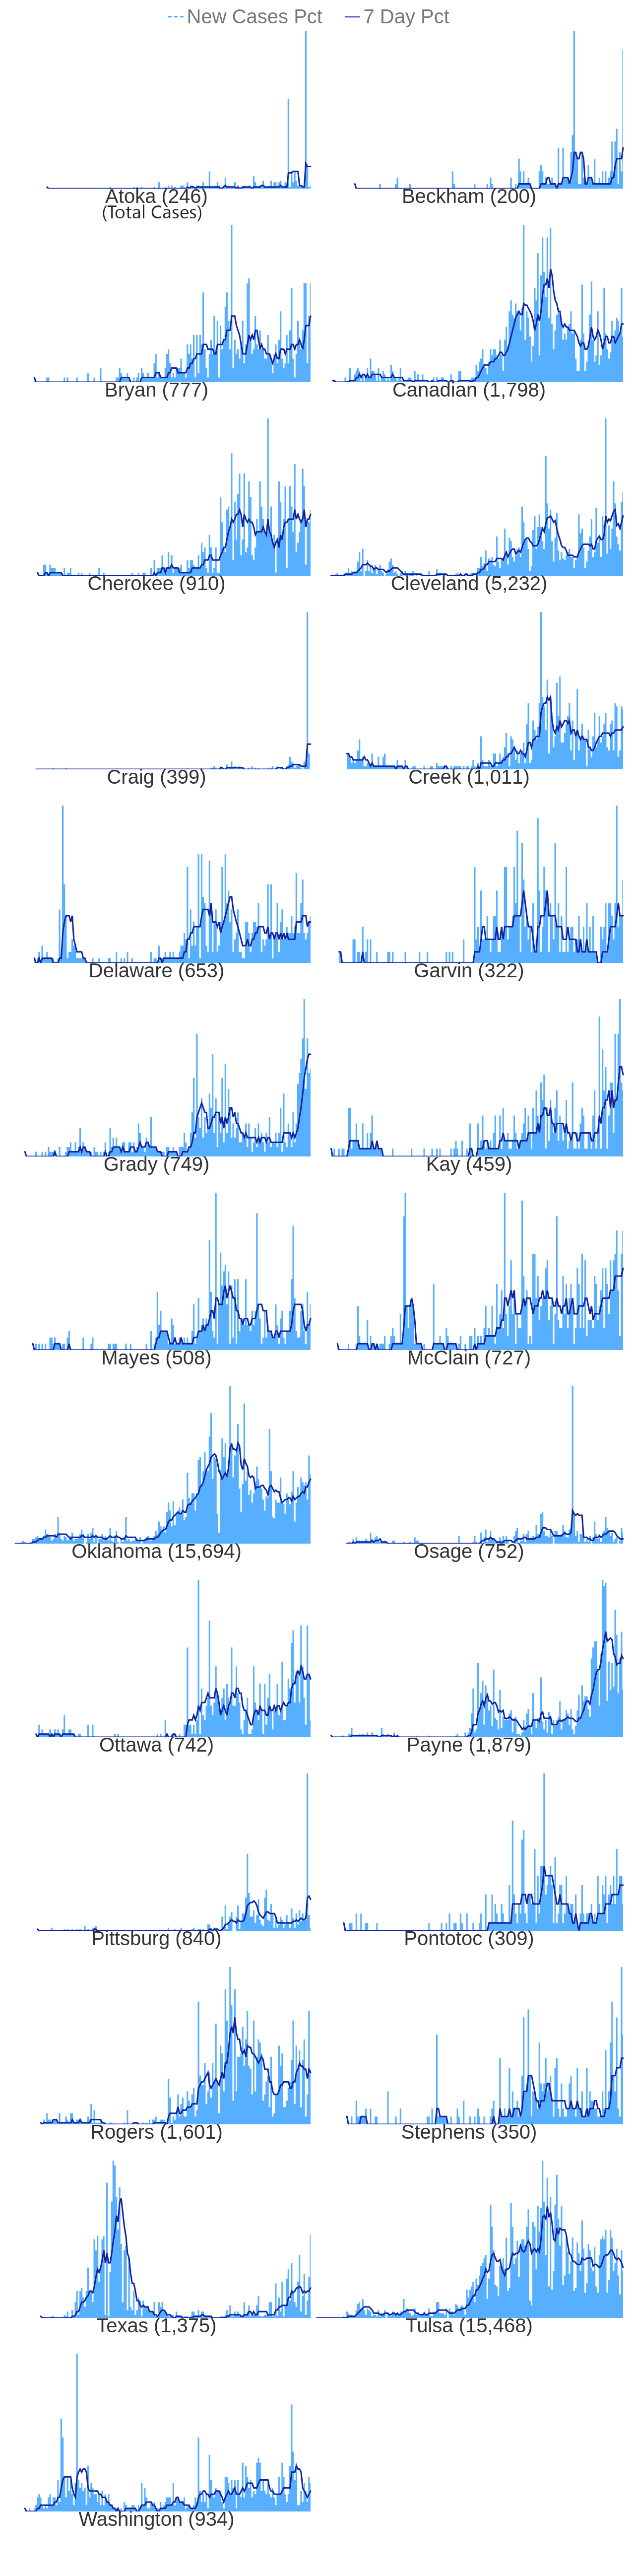 New Cases Pct 7 Day Pct
Atoka (246) Beckham (200)
(Total Cases)
Bryan (777) Canadian (1,798)
Cherokee (910) Cleveland (5,232)
Craig (399) Creek (1,011)
Delaware (653) Garvin (322)
Grady (749) Kay (459)
Mayes (508) McClain (727)
Oklahoma (15,694) Osage (752)
Ottawa (742) Payne (1,879)
Pittsburg (840) Pontotoc (309)
Rogers (1,601) Stephens (350)
Texas (1,375) Tulsa (15,468)
Washington (934)